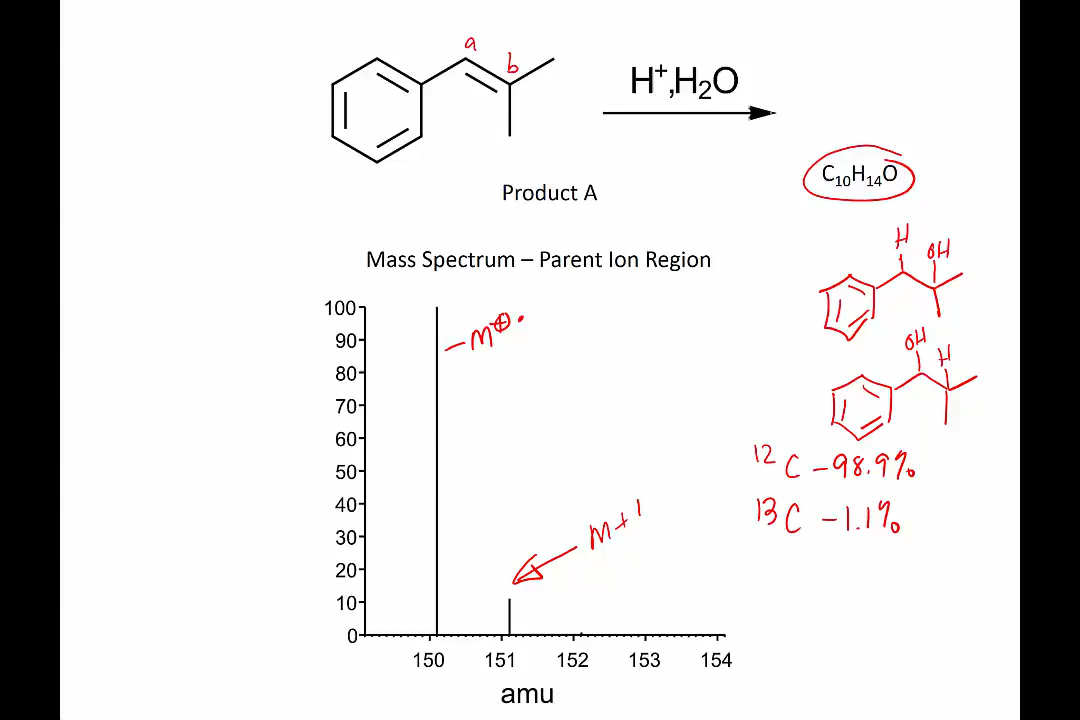 a
b
H+,H2O
C10H14O
Product A
H
OH
Mass Spectrum – Parent Ion Region
100
90
80
70
60
50
40
30
20
10
0
– M⊕•
OH
H
12C – 98.9%
13C – 1.1%
M+1
150 151 152 153 154
amu